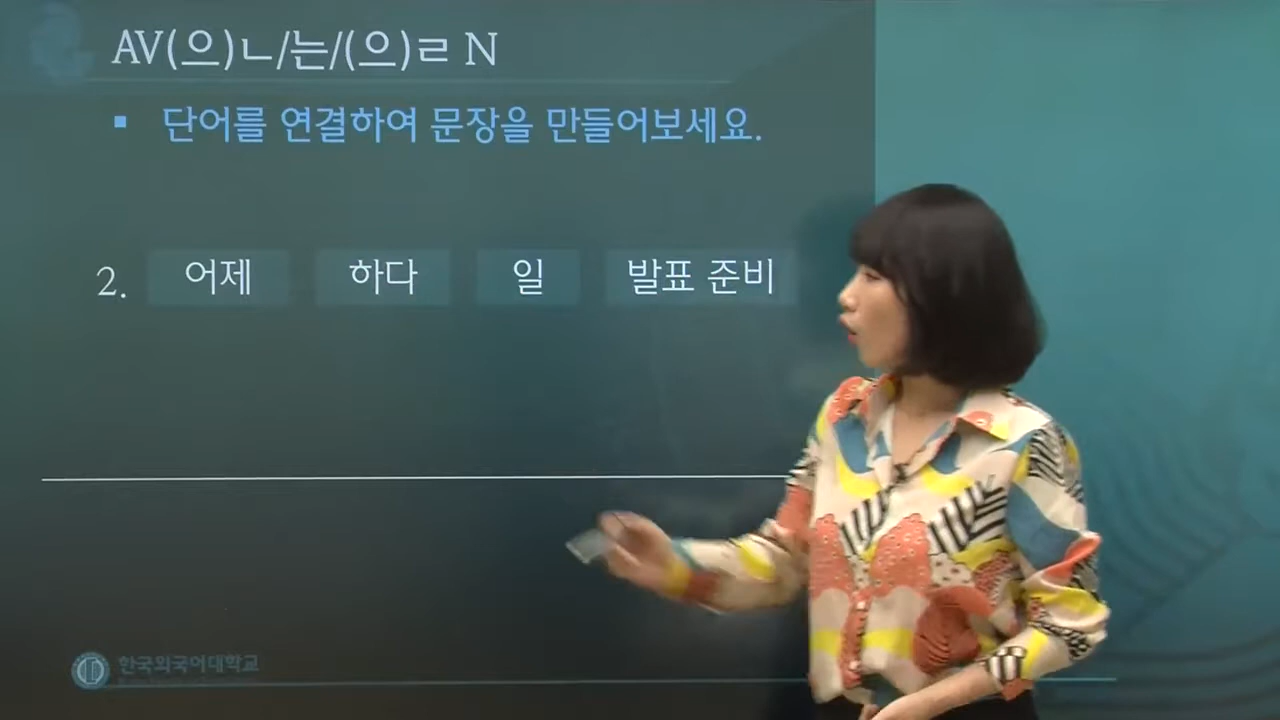 AV(으)ㄴ/는/(으)ㄹ N
▪ 단어를 연결하여 문장을 만들어보세요.
2. 어제 하다 일 발표 준비
한국외국어대학교